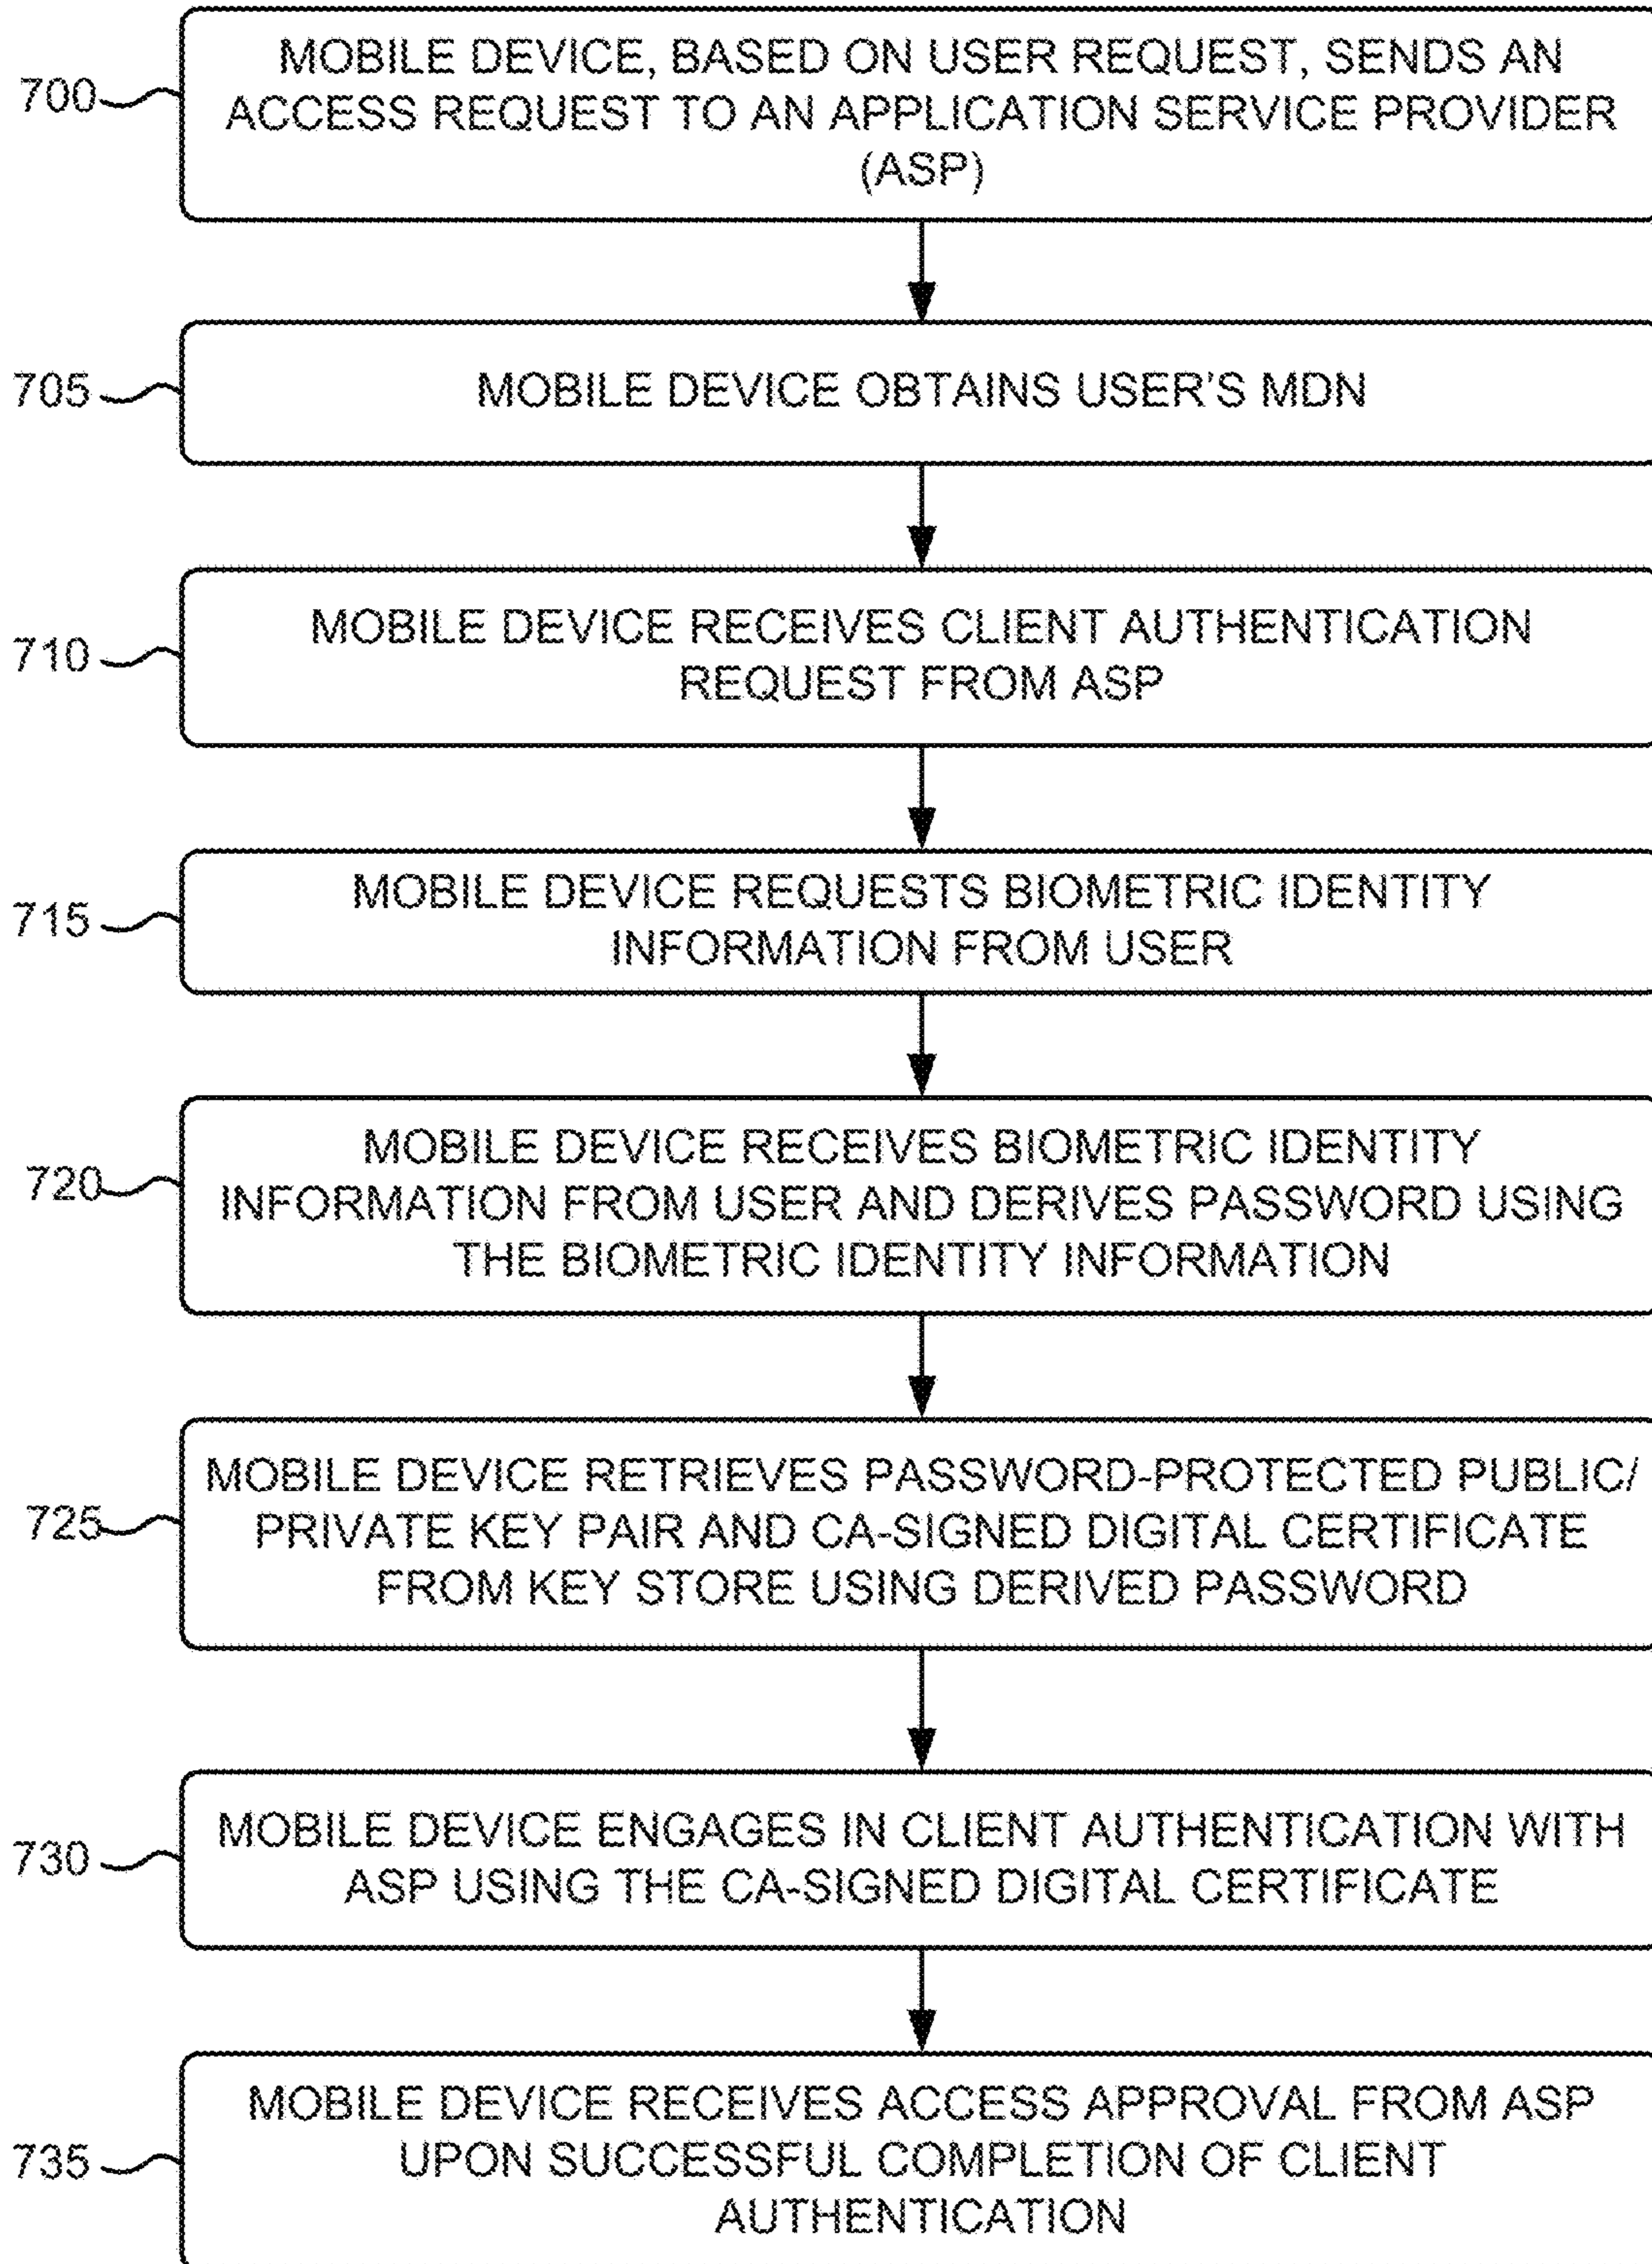 700
MOBILE DEVICE, BASED ON USER REQUEST, SENDS AN
ACCESS REQUEST TO AN APPLICATION SERVICE PROVIDER
(ASP)
705
MOBILE DEVICE OBTAINS USER'S MDN
710
MOBILE DEVICE RECEIVES CLIENT AUTHENTICATION
REQUEST FROM ASP
715
MOBILE DEVICE REQUESTS BIOMETRIC IDENTITY
INFORMATION FROM USER
720
MOBILE DEVICE RECEIVES BIOMETRIC IDENTITY
INFORMATION FROM USER AND DERIVES PASSWORD USING
THE BIOMETRIC IDENTITY INFORMATION
725
MOBILE DEVICE RETRIEVES PASSWORD-PROTECTED PUBLIC/
PRIVATE KEY PAIR AND CA-SIGNED DIGITAL CERTIFICATE
FROM KEY STORE USING DERIVED PASSWORD
730
MOBILE DEVICE ENGAGES IN CLIENT AUTHENTICATION WITH
ASP USING THE CA-SIGNED DIGITAL CERTIFICATE
735
MOBILE DEVICE RECEIVES ACCESS APPROVAL FROM ASP
UPON SUCCESSFUL COMPLETION OF CLIENT
AUTHENTICATION